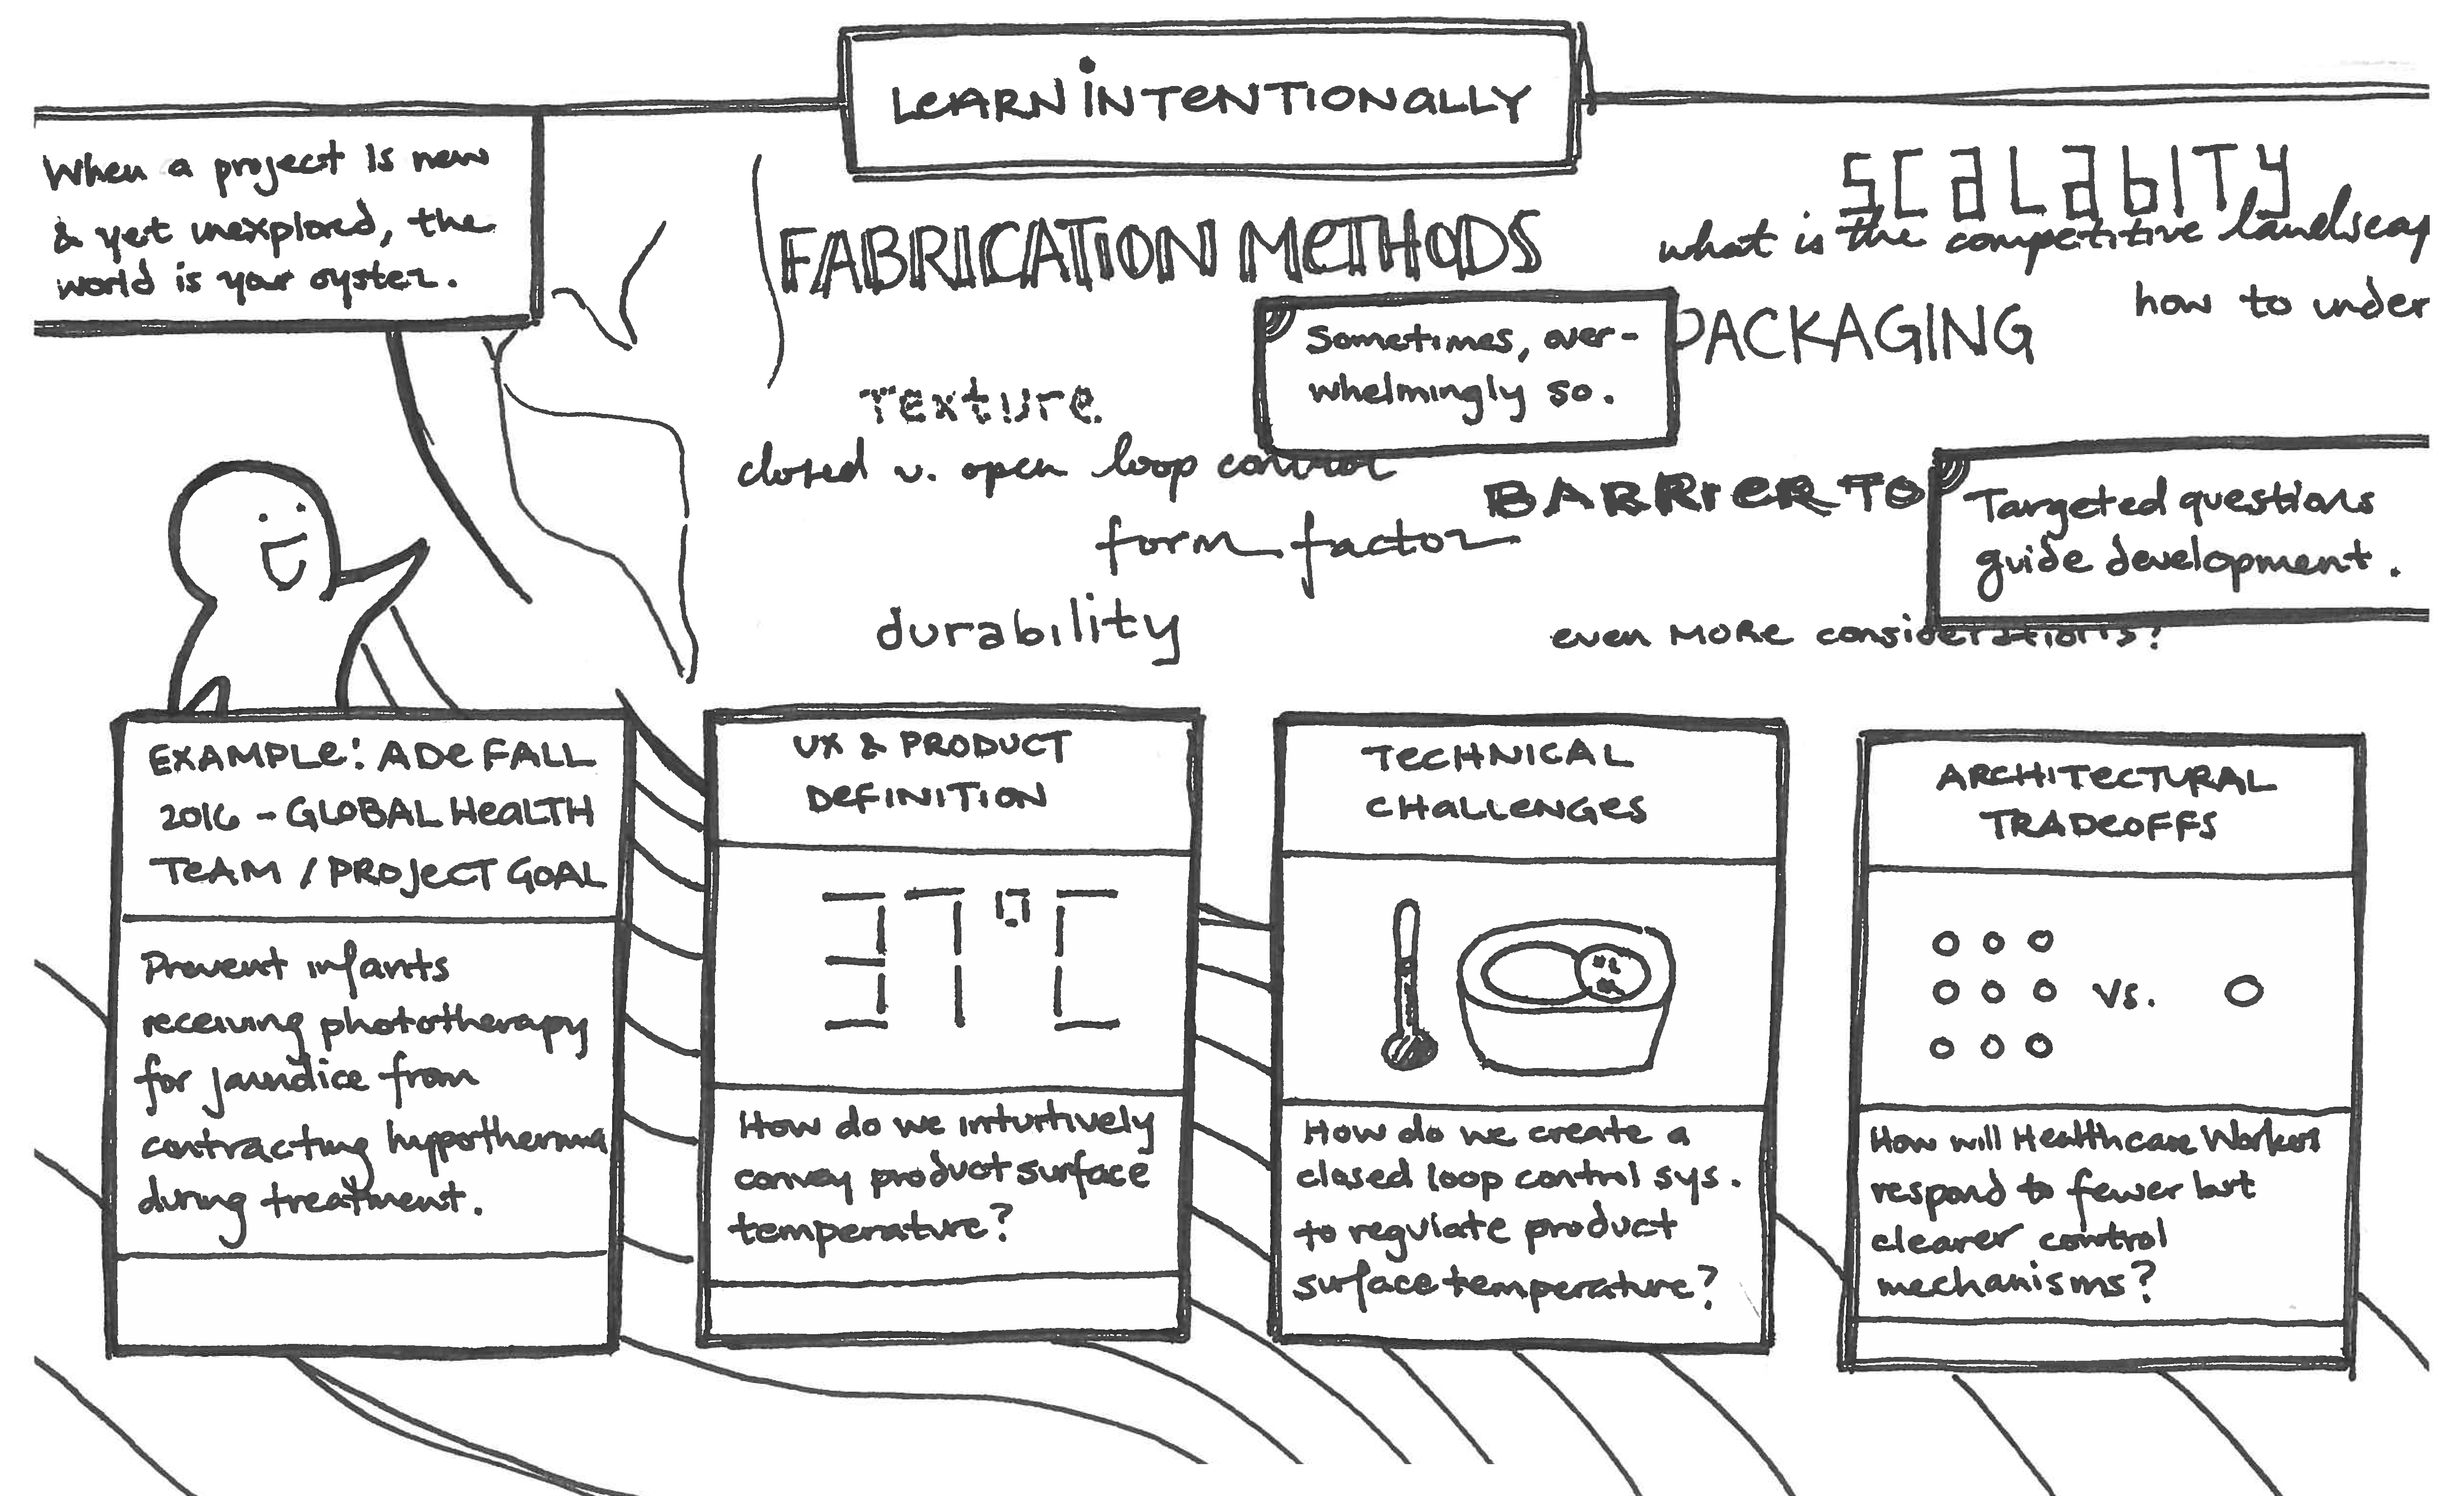 LEARN INTENTIONALLY
When a project is new
& yet unexplored, the
world is your oyster.
SCALABITY
FABRICATION METHODS
what is the competitive landscap
how to under
PACKAGING
Sometimes, over-
whelmingly so.
Texture
closed v. open loop control
BARRIER TO
form factor
Targeted questions
guide development.
durability
even MORE considerations?
EXAMPLE: ADE FALL
2016 - GLOBAL HEALTH
TEAM / PROJECT GOAL
Prevent infants
receiving phototherapy
for jaundice from
contracting hypothermia
during treatment.
UX & PRODUCT
DEFINITION
37°C
How do we intuitively
convey product surface
temperature?
TECHNICAL
CHALLENGES
How do we create a
closed loop control sys.
to regulate product
surface temperature?
ARCHITECTURAL
TRADEOFFS
vs.
How will Healthcare Workers
respond to fewer but
clearer control
mechanisms?